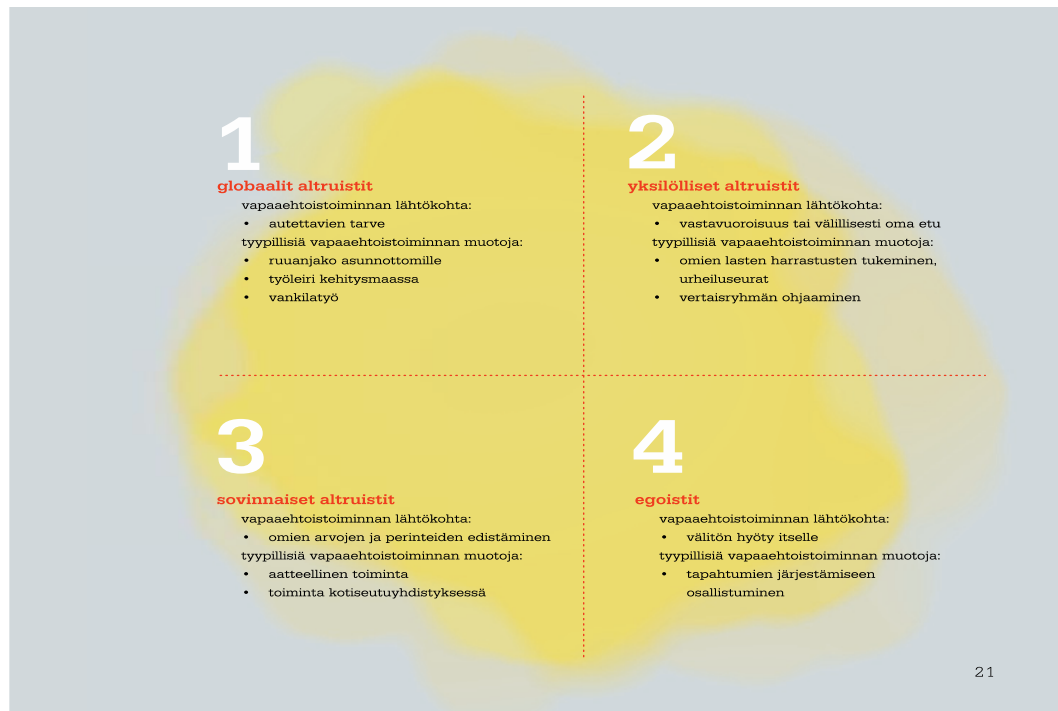 1
globaalit altruistit
vapaaehtoistoiminnan lähtökohta:
• autettavien tarve
tyypillisiä vapaaehtoistoiminnan muotoja:
• ruuanjako asunnottomille
• työleiri kehitysmaassa
• vankilatyö
2
yksilölliset altruistit
vapaaehtoistoiminnan lähtökohta:
• vastavuoroisuus tai välillisesti oma etu
tyypillisiä vapaaehtoistoiminnan muotoja:
• omien lasten harrastusten tukeminen,
urheiluseurat
• vertaisryhmän ohjaaminen
3
sovinnaiset altruistit
vapaaehtoistoiminnan lähtökohta:
• omien arvojen ja perinteiden edistäminen
tyypillisiä vapaaehtoistoiminnan muotoja:
• aatteellinen toiminta
• toiminta kotiseutuyhdistyksessä
4
egoistit
vapaaehtoistoiminnan lähtökohta:
• välitön hyöty itselle
tyypillisiä vapaaehtoistoiminnan muotoja:
• tapahtumien järjestämiseen
osallistuminen
21